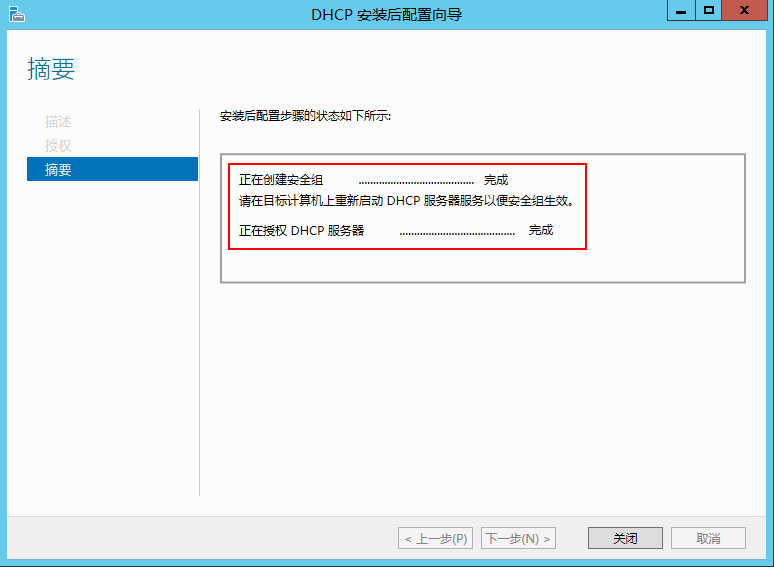 DHCP 安装后配置向导
摘要
描述
授权
摘要
安装后配置步骤的状态如下所示:
正在创建安全组 ........................................ 完成
请在目标计算机上重新启动 DHCP 服务器服务以便安全组生效。
正在授权 DHCP 服务器 ........................................ 完成
< 上一步(P) 下一步(N) > 关闭 取消